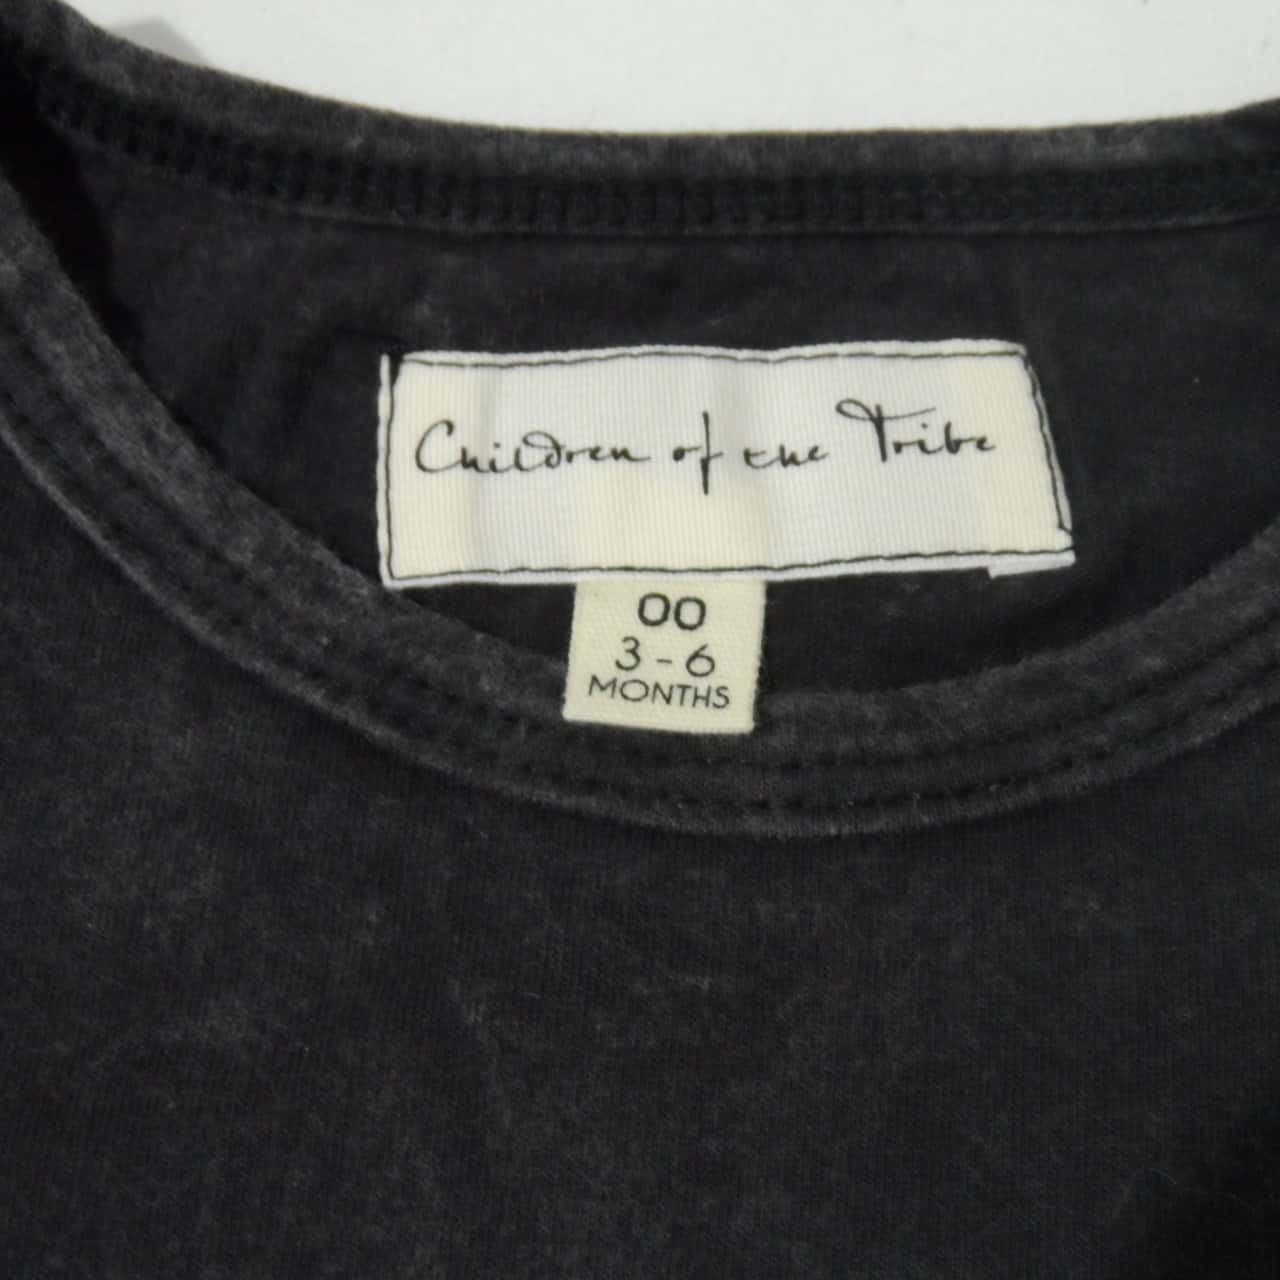 Children of the Tribe
00
3-6
MONTHS